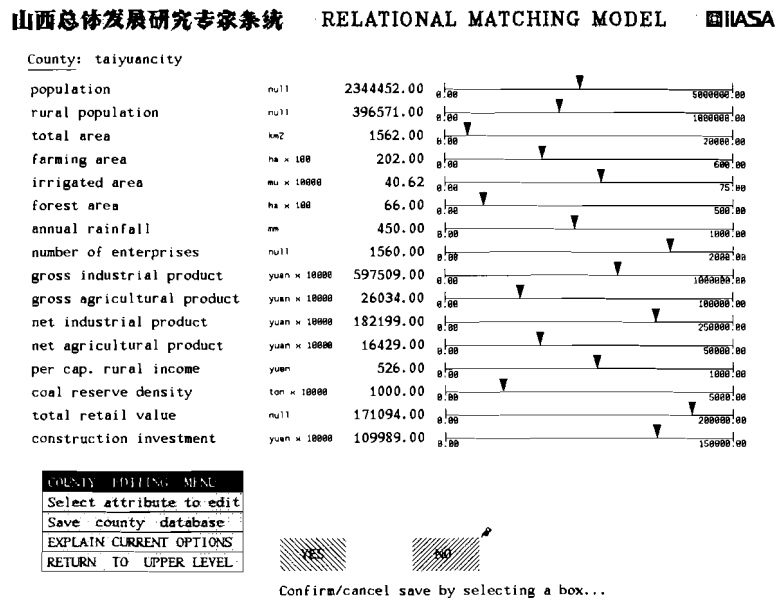 山西总体发展研究专家系统 RELATIONAL MATCHING MODEL IIASA
County: taiyuancity
population null 2344452.00 0.00 5000000.00
rural population null 396571.00 0.00 1000000.00
total area km2 1562.00 0.00 20000.00
farming area ha x 100 202.00 0.00 600.00
irrigated area mu x 10000 40.62 0.00 75.00
forest area ha x 100 66.00 0.00 500.00
annual rainfall mm 450.00 0.00 1000.00
number of enterprises null 1560.00 0.00 2000.00
gross industrial product yuan x 10000 597509.00 0.00 1000000.00
gross agricultural product yuan x 10000 26034.00 0.00 100000.00
net industrial product yuan x 10000 182199.00 0.00 250000.00
net agricultural product yuan x 10000 16429.00 0.00 50000.00
per cap. rural income yuan 526.00 0.00 1000.00
coal reserve density ton x 10000 1000.00 0.00 5000.00
total retail value null 171094.00 0.00 200000.00
construction investment yuan x 10000 109989.00 0.00 150000.00
COUNTY EDITING MENU
Select attribute to edit
Save county database
EXPLAIN CURRENT OPTIONS
RETURN TO UPPER LEVEL
YES NO
Confirm/cancel save by selecting a box...